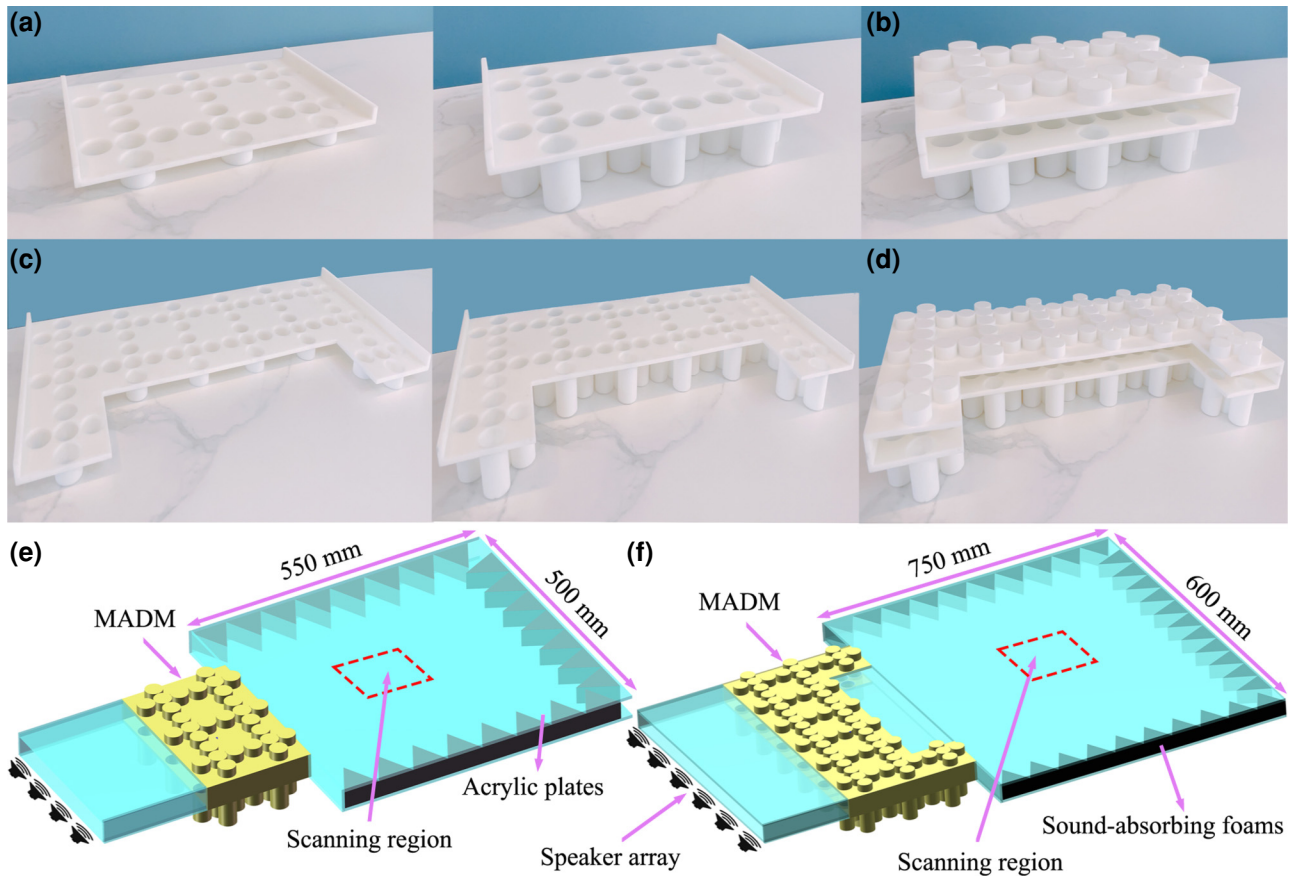 (a)
(b)
(c)
(d)
(e)
550 mm
500 mm
MADM
Acrylic plates
Scanning region
(f)
750 mm
600 mm
MADM
Speaker array
Scanning region
Sound-absorbing foams